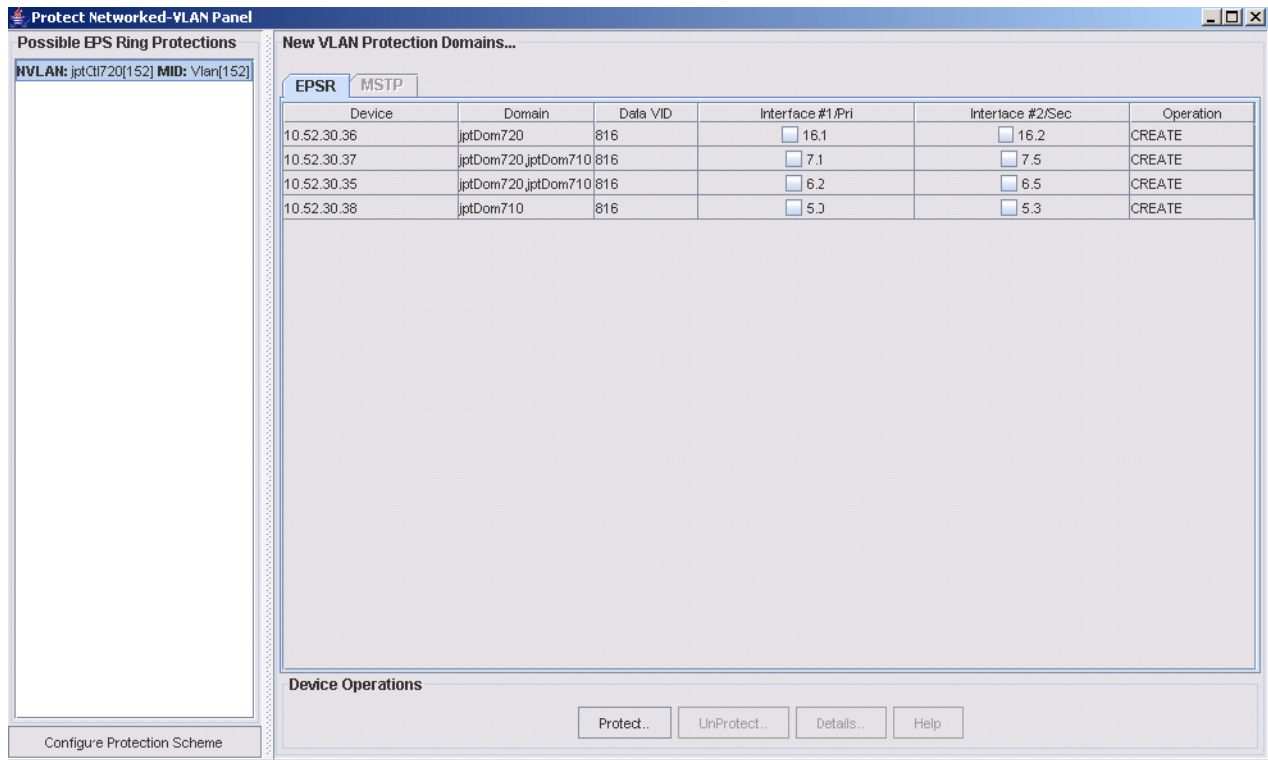 Protect Networked-VLAN Panel
Possible EPS Ring Protections
NVLAN: jptCtl720[152] MID: Vlan[152]
Configure Protection Scheme
New VLAN Protection Domains...
EPSR MSTP
Device Domain Data VID Interface #1/Pri Interface #2/Sec Operation
10.52.30.36 jptDom720 816 16.1 16.2 CREATE
10.52.30.37 jptDom720,jptDom710 816 7.1 7.5 CREATE
10.52.30.35 jptDom720,jptDom710 816 6.2 6.5 CREATE
10.52.30.38 jptDom710 816 5.3 CREATE
Device Operations
Protect.. UnProtect.. Details.. Help